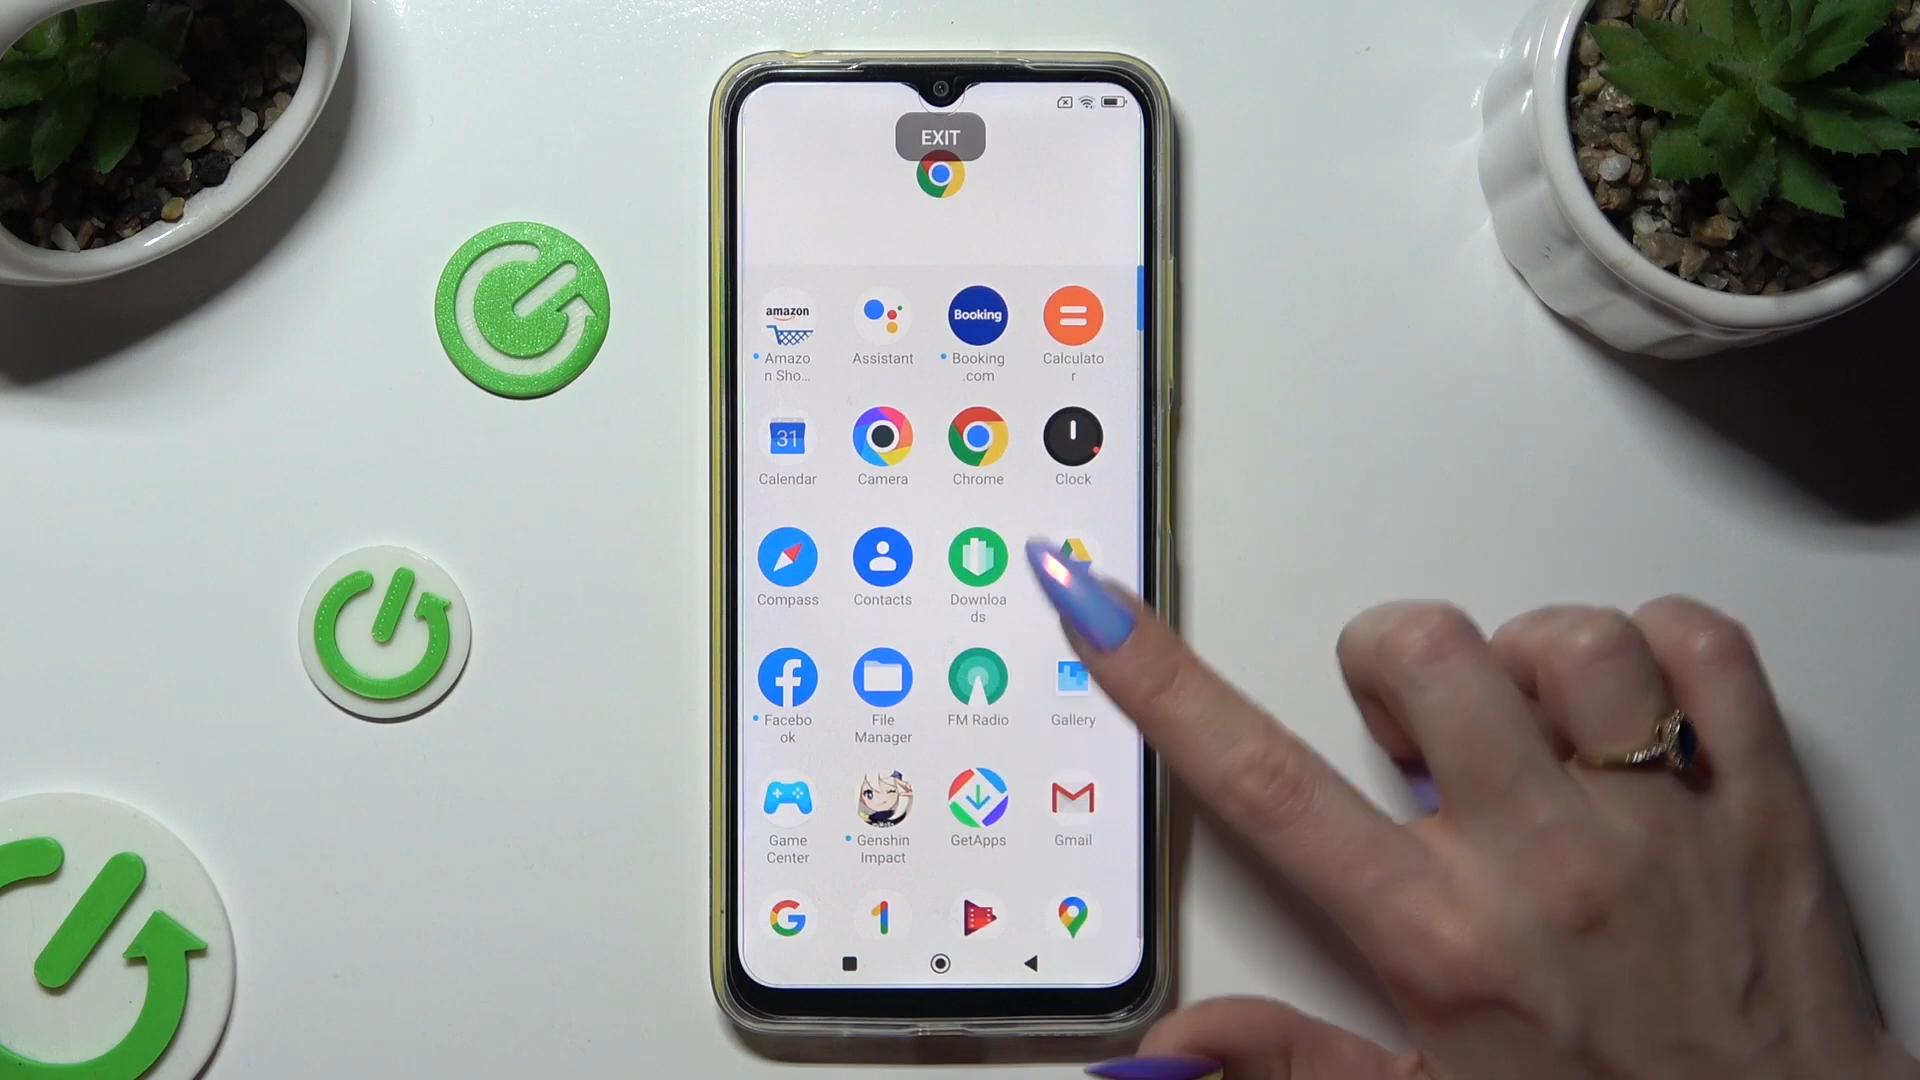 EXIT
amazon
Booking
Amazo
n Sho...
Assistant
Booking
.com
Calculato
r
31
Calendar
Camera
Chrome
Clock
Compass
Contacts
Downloa
ds
Facebo
ok
File
Manager
FM Radio
Gallery
Game
Center
Genshin
Impact
GetApps
Gmail